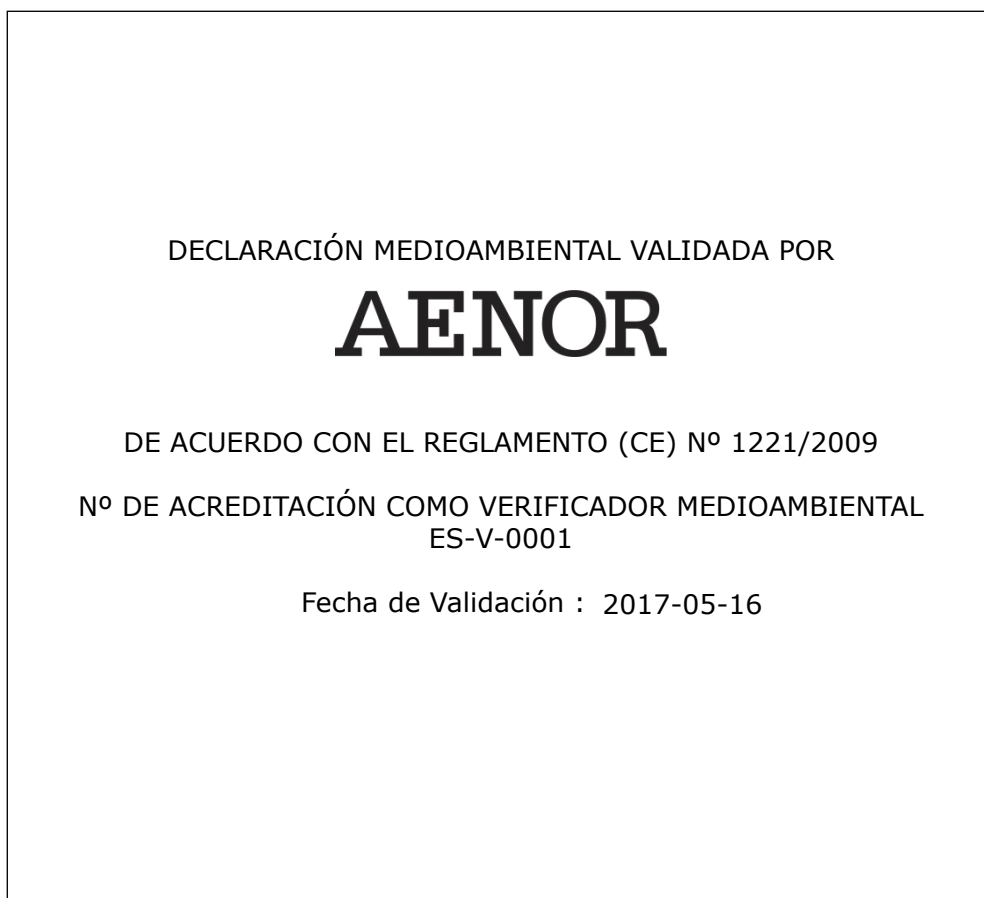 DECLARACIÓN MEDIOAMBIENTAL VALIDADA POR
AENOR
DE ACUERDO CON EL REGLAMENTO (CE) Nº 1221/2009
Nº DE ACREDITACIÓN COMO VERIFICADOR MEDIOAMBIENTAL
ES-V-0001
Fecha de Validación : 2017-05-16